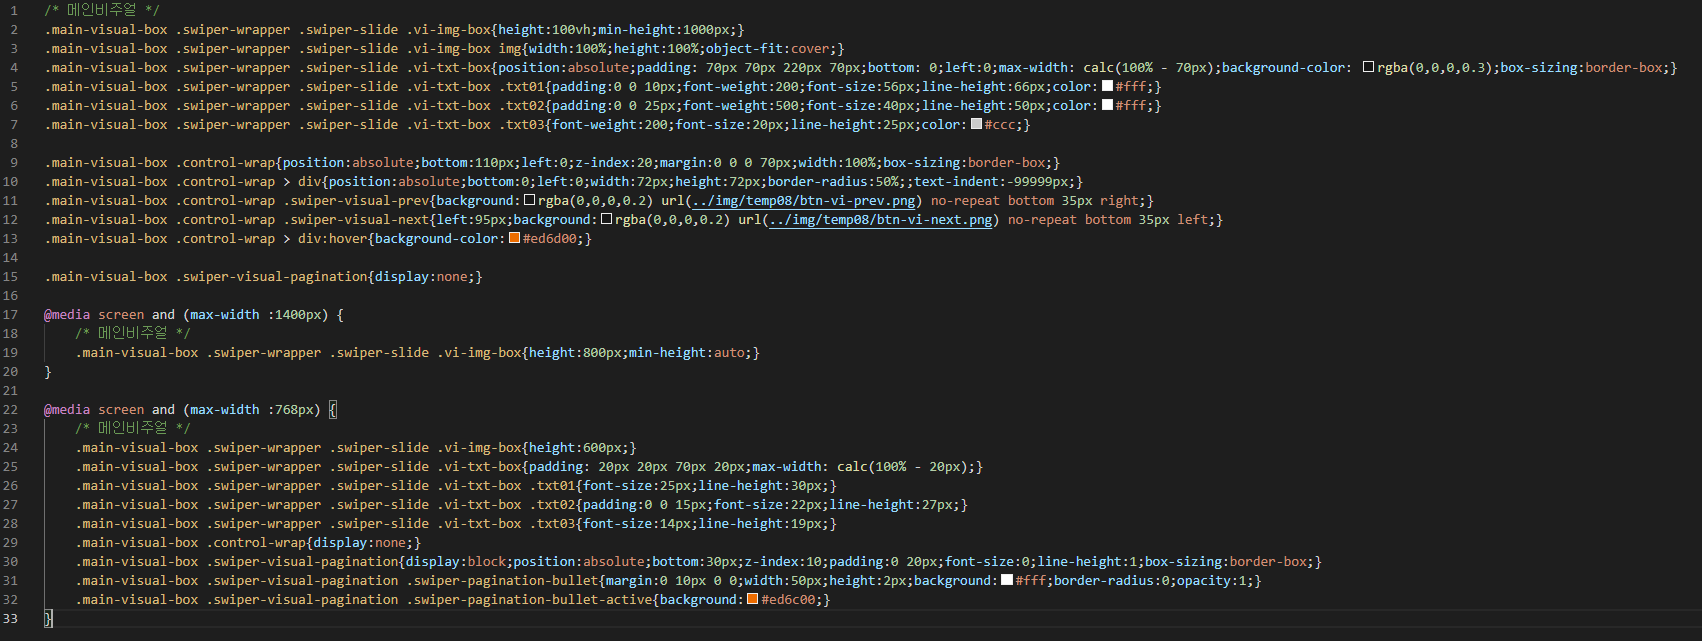 1 /* 메인비주얼 */
2 .main-visual-box .swiper-wrapper .swiper-slide .vi-img-box{height:100vh;min-height:1000px;}
3 .main-visual-box .swiper-wrapper .swiper-slide .vi-img-box img{width:100%;height:100%;object-fit:cover;}
4 .main-visual-box .swiper-wrapper .swiper-slide .vi-txt-box{position:absolute;padding: 70px 70px 220px 70px;bottom: 0;left:0;max-width: calc(100% - 70px);background-color: rgba(0,0,0,0.3);box-sizing:border-box;}
5 .main-visual-box .swiper-wrapper .swiper-slide .vi-txt-box .txt01{padding:0 0 10px;font-weight:200;font-size:56px;line-height:66px;color:#fff;}
6 .main-visual-box .swiper-wrapper .swiper-slide .vi-txt-box .txt02{padding:0 0 25px;font-weight:500;font-size:40px;line-height:50px;color:#fff;}
7 .main-visual-box .swiper-wrapper .swiper-slide .vi-txt-box .txt03{font-weight:200;font-size:20px;line-height:25px;color:#ccc;}
8
9 .main-visual-box .control-wrap{position:absolute;bottom:110px;left:0;z-index:20;margin:0 0 0 70px;width:100%;box-sizing:border-box;}
10 .main-visual-box .control-wrap > div{position:absolute;bottom:0;left:0;width:72px;height:72px;border-radius:50%;;text-indent:-99999px;}
11 .main-visual-box .control-wrap .swiper-visual-prev{background:rgba(0,0,0,0.2) url(../img/temp08/btn-vi-prev.png) no-repeat bottom 35px right;}
12 .main-visual-box .control-wrap .swiper-visual-next{left:95px;background:rgba(0,0,0,0.2) url(../img/temp08/btn-vi-next.png) no-repeat bottom 35px left;}
13 .main-visual-box .control-wrap > div:hover{background-color:#ed6d00;}
14
15 .main-visual-box .swiper-visual-pagination{display:none;}
16
17 @media screen and (max-width :1400px) {
18 /* 메인비주얼 */
19 .main-visual-box .swiper-wrapper .swiper-slide .vi-img-box{height:800px;min-height:auto;}
20 }
21
22 @media screen and (max-width :768px) {
23 /* 메인비주얼 */
24 .main-visual-box .swiper-wrapper .swiper-slide .vi-img-box{height:600px;}
25 .main-visual-box .swiper-wrapper .swiper-slide .vi-txt-box{padding: 20px 20px 70px 20px;max-width: calc(100% - 20px);}
26 .main-visual-box .swiper-wrapper .swiper-slide .vi-txt-box .txt01{font-size:25px;line-height:30px;}
27 .main-visual-box .swiper-wrapper .swiper-slide .vi-txt-box .txt02{padding:0 0 15px;font-size:22px;line-height:27px;}
28 .main-visual-box .swiper-wrapper .swiper-slide .vi-txt-box .txt03{font-size:14px;line-height:19px;}
29 .main-visual-box .control-wrap{display:none;}
30 .main-visual-box .swiper-visual-pagination{display:block;position:absolute;bottom:30px;z-index:10;padding:0 20px;font-size:0;line-height:1;box-sizing:border-box;}
31 .main-visual-box .swiper-visual-pagination .swiper-pagination-bullet{margin:0 10px 0 0;width:50px;height:2px;background:#fff;border-radius:0;opacity:1;}
32 .main-visual-box .swiper-visual-pagination .swiper-pagination-bullet-active{background:#ed6c00;}
33 }